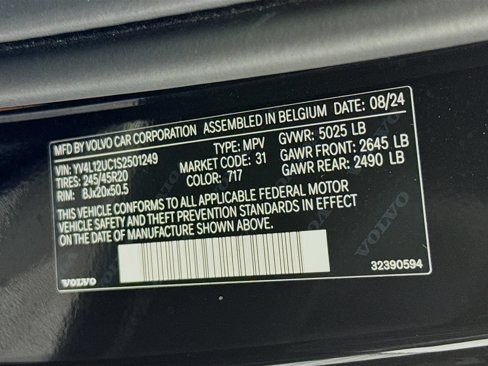 MFD BY VOLVO CAR CORPORATION ASSEMBLED IN BELGIUM DATE: 08/24
VIN: YV4L12UC1S2501249 TYPE: MPV GVWR: 5025 LB
TIRES: 245/45R20 MARKET CODE: 31 GAWR FRONT: 2645 LB
RIM: 8Jx20x50.5 COLOR: 717 GAWR REAR: 2490 LB
THIS VEHICLE CONFORMS TO ALL APPLICABLE FEDERAL MOTOR
VEHICLE SAFETY AND THEFT PREVENTION STANDARDS IN EFFECT
ON THE DATE OF MANUFACTURE SHOWN ABOVE.
VOLVO 32390594